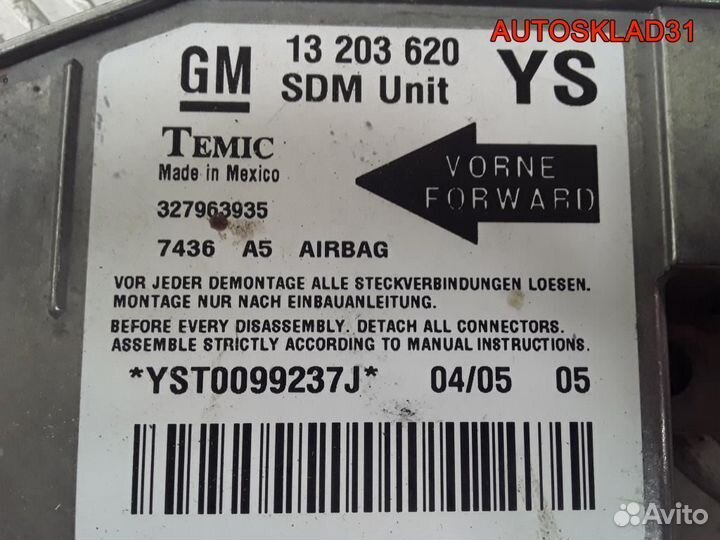 AUTOSKLAD31
GM 13 203 620 YS
SDM Unit
TEMIC
Made in Mexico
VORNE
FORWARD
327963935
7436 A5 AIRBAG
VOR JEDER DEMONTAGE ALLE STECKVERBINDUNGEN LOESEN.
MONTAGE NUR NACH EINBAUANLEITUNG.
BEFORE EVERY DISASSEMBLY. DETACH ALL CONNECTORS.
ASSEMBLE STRICTLY ACCORDING TO MANUAL INSTRUCTIONS.
*YST0099237J* 04/05 05
Avito